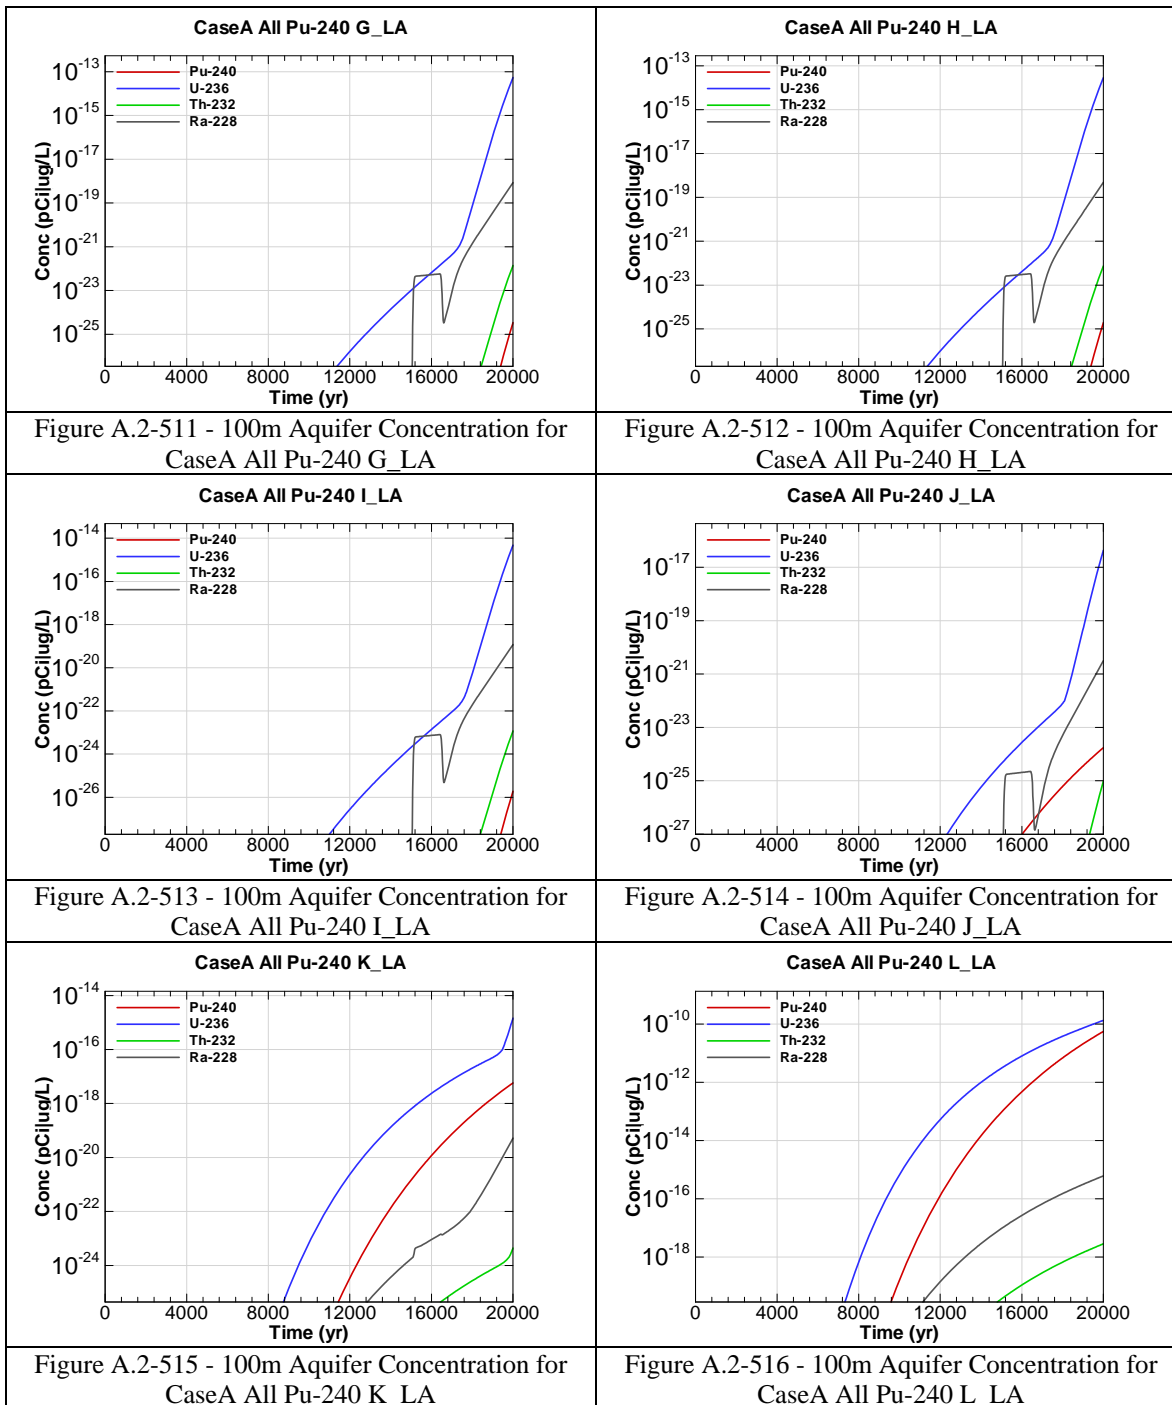 CaseA All Pu-240 G_LA
Conc (pCi|ug/L)
10-13
10-15
10-17
10-19
10-21
10-23
10-25
Pu-240
U-236
Th-232
Ra-228
0 4000 8000 12000 16000 20000
Time (yr)
Figure A.2-511 - 100m Aquifer Concentration for
CaseA All Pu-240 G_LA
CaseA All Pu-240 H_LA
Conc (pCi|ug/L)
10-13
10-15
10-17
10-19
10-21
10-23
10-25
Pu-240
U-236
Th-232
Ra-228
0 4000 8000 12000 16000 20000
Time (yr)
Figure A.2-512 - 100m Aquifer Concentration for
CaseA All Pu-240 H_LA
CaseA All Pu-240 I_LA
Conc (pCi|ug/L)
10-14
10-16
10-18
10-20
10-22
10-24
10-26
Pu-240
U-236
Th-232
Ra-228
0 4000 8000 12000 16000 20000
Time (yr)
Figure A.2-513 - 100m Aquifer Concentration for
CaseA All Pu-240 I_LA
CaseA All Pu-240 J_LA
Conc (pCi|ug/L)
10-17
10-19
10-21
10-23
10-25
10-27
Pu-240
U-236
Th-232
Ra-228
0 4000 8000 12000 16000 20000
Time (yr)
Figure A.2-514 - 100m Aquifer Concentration for
CaseA All Pu-240 J_LA
CaseA All Pu-240 K_LA
Conc (pCi|ug/L)
10-14
10-16
10-18
10-20
10-22
10-24
Pu-240
U-236
Th-232
Ra-228
0 4000 8000 12000 16000 20000
Time (yr)
Figure A.2-515 - 100m Aquifer Concentration for
CaseA All Pu-240 K_LA
CaseA All Pu-240 L_LA
Conc (pCi|ug/L)
10-10
10-12
10-14
10-16
10-18
Pu-240
U-236
Th-232
Ra-228
0 4000 8000 12000 16000 20000
Time (yr)
Figure A.2-516 - 100m Aquifer Concentration for
CaseA All Pu-240 L_LA